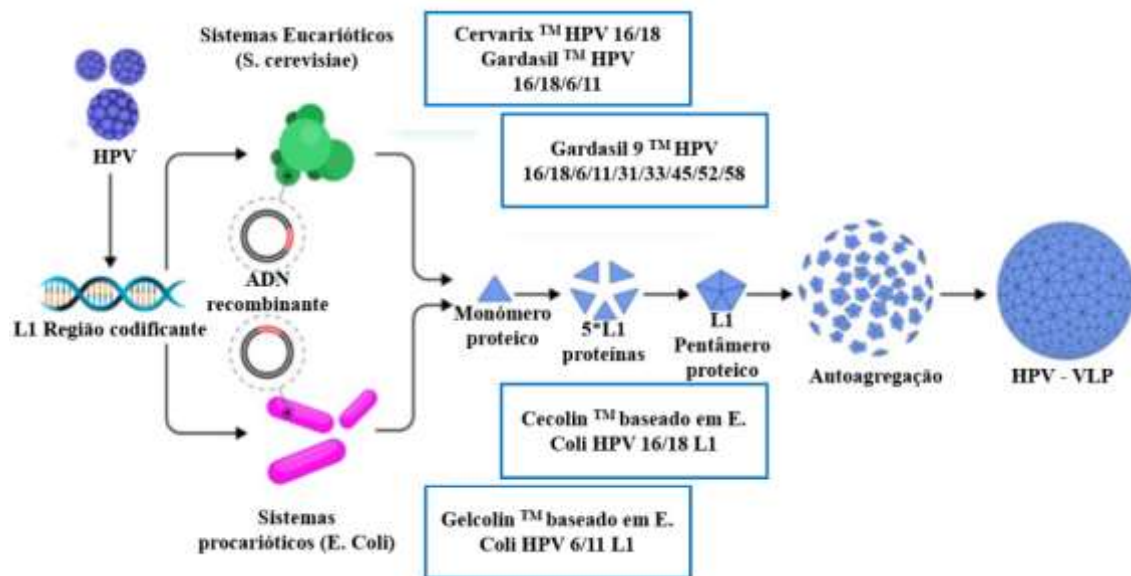 Sistemas Eucarióticos
(S. cerevisiae)
Cervarix ™ HPV 16/18
Gardasil ™ HPV
16/18/6/11
HPV
Gardasil 9 ™ HPV
16/18/6/11/31/33/45/52/58
L1 Região codificante
ADN
recombinante
Monómero
proteico
5*L1
proteínas
L1
Pentâmero
proteico
Autoagregação
HPV - VLP
Cecolin ™ baseado em E.
Coli HPV 16/18 L1
Sistemas
procarióticos (E. Coli)
Gelcolin ™ baseado em E.
Coli HPV 6/11 L1